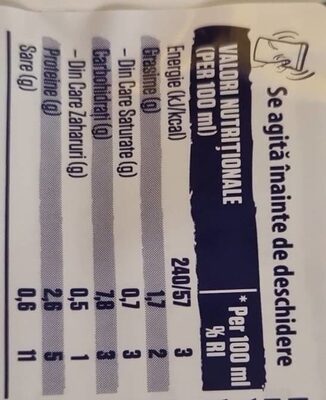 Se agită înainte de deschidere
VALORI NUTRIȚIONALE * Per 100 ml
(PER 100 ml) % RI
Energie (kJ/kcal) 240/57 3
Grăsime (g) 1,7 2
- Din Care Saturate (g) 0,7 3
Carbohidrați (g) 7,8 3
- Din Care Zaharuri (g) 0,5 1
Proteine (g) 2,6 5
Sare (g) 0,6 11